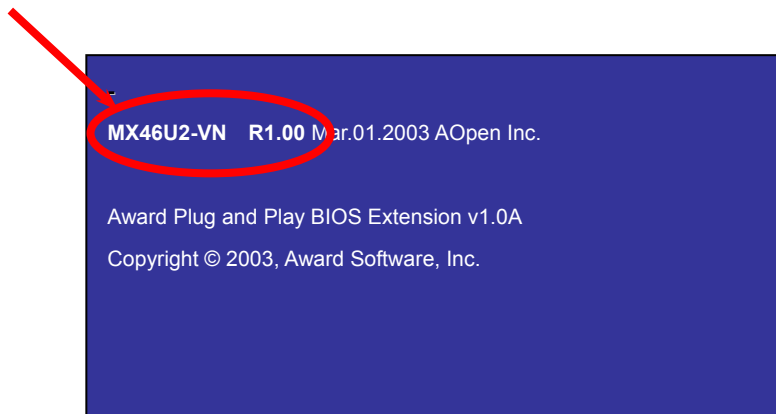 MX46U2-VN R1.00 Mar.01.2003 AOpen Inc.
Award Plug and Play BIOS Extension v1.0A
Copyright © 2003, Award Software, Inc.